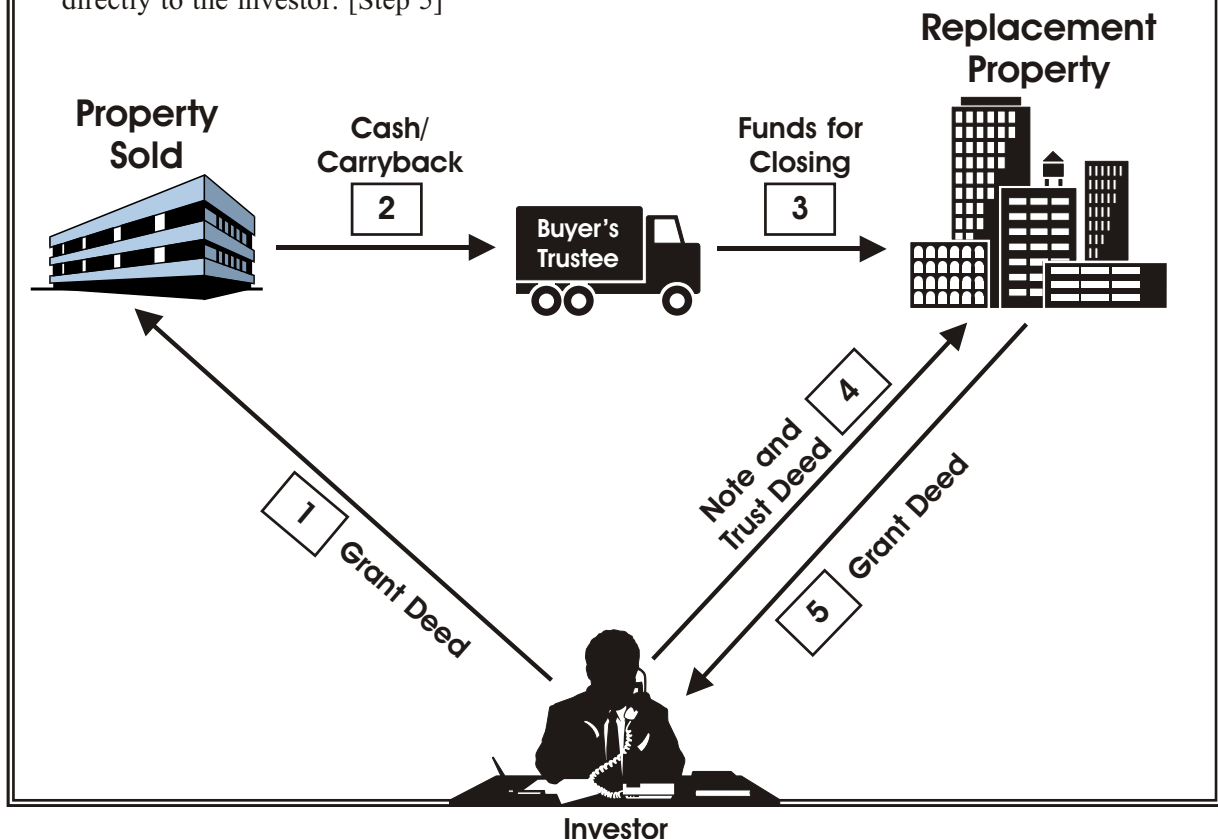 directly to the investor. [Step 5]
Replacement
Property
Property
Sold
Cash/
Carryback
2
Funds for
Closing
3
Buyer's
Trustee
1
Grant Deed
Note and
Trust Deed
4
5
Grant Deed
Investor